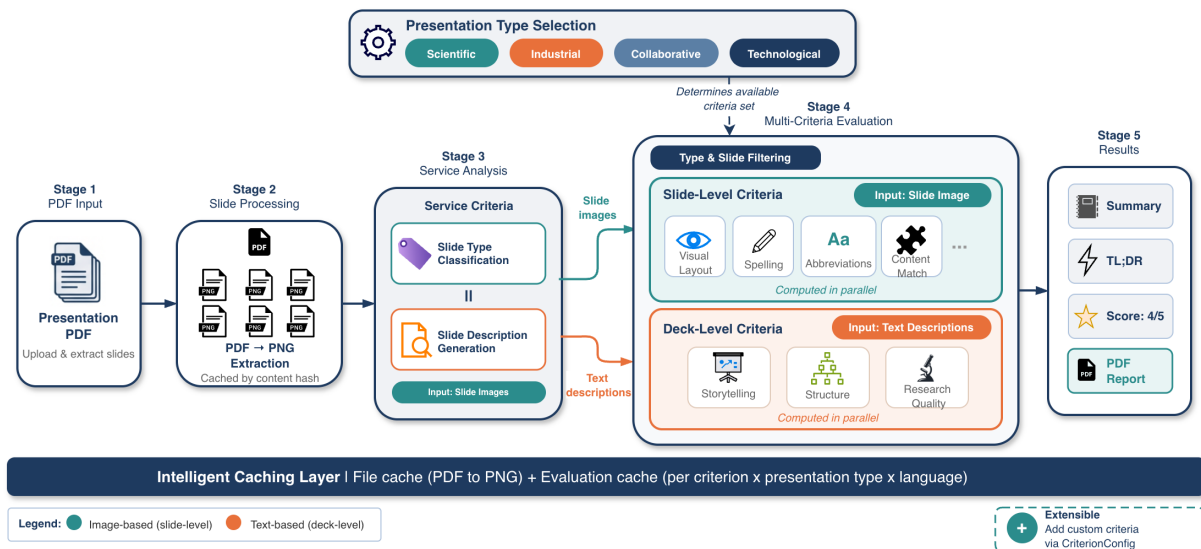 Presentation Type Selection
Scientific
Industrial
Collaborative
Technological
Determines available
criteria set
Stage 1
PDF Input
PDF
Presentation
PDF
Upload & extract slides
Stage 2
Slide Processing
PDF
PNG
PNG
PNG
PNG
PNG
PNG
PDF → PNG
Extraction
Cached by content hash
Stage 3
Service Analysis
Service Criteria
Slide Type
Classification
Slide Description
Generation
Input: Slide Images
Slide
images
Text
descriptions
Stage 4
Multi-Criteria Evaluation
Type & Slide Filtering
Slide-Level Criteria
Input: Slide Image
Visual
Layout
Spelling
Aa
Abbreviations
Content
Match
...
Computed in parallel
Deck-Level Criteria
Input: Text Descriptions
Storytelling
Structure
Research
Quality
Computed in parallel
Stage 5
Results
Summary
TL;DR
Score: 4/5
PDF
PDF
Report
Intelligent Caching Layer | File cache (PDF to PNG) + Evaluation cache (per criterion x presentation type x language)
Legend:
Image-based (slide-level)
Text-based (deck-level)
+
Extensible
Add custom criteria
via CriterionConfig